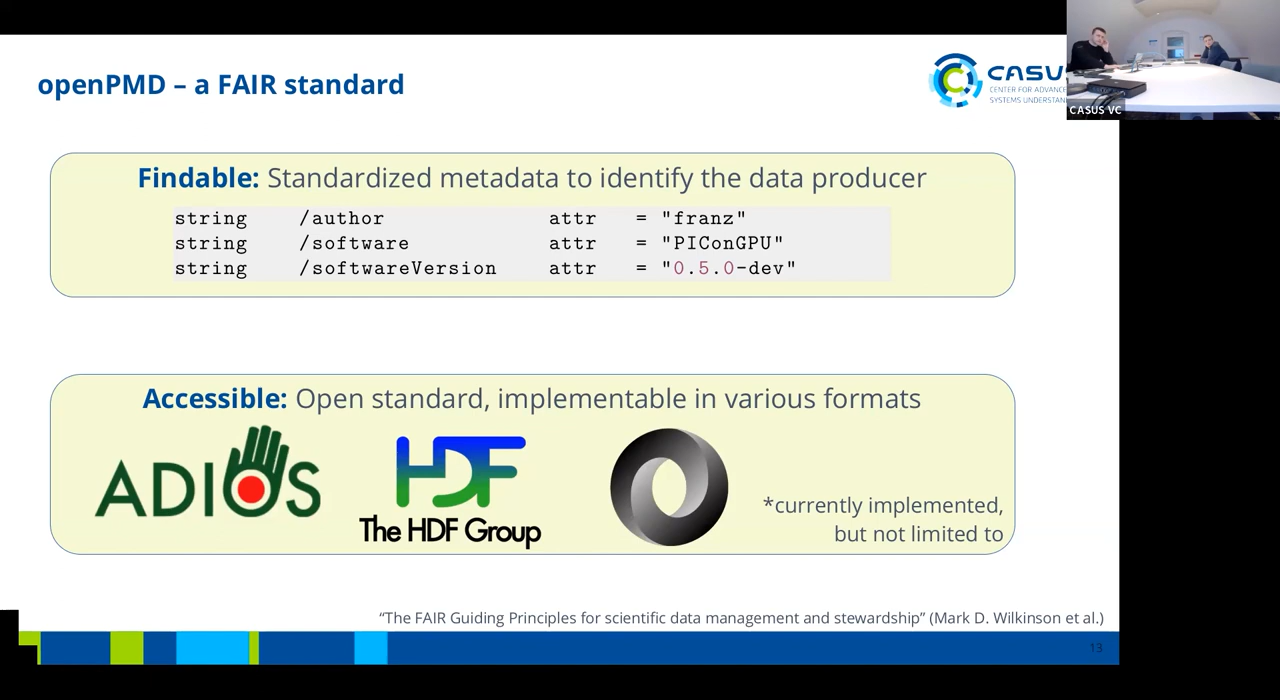 openPMD – a FAIR standard
CASUS
CENTER FOR ADVANCE
SYSTEMS UNDERSTAN
CASUS VC
Findable: Standardized metadata to identify the data producer
string /author attr = "franz"
string /software attr = "PIConGPU"
string /softwareVersion attr = "0.5.0-dev"
Accessible: Open standard, implementable in various formats
ADIOS
HDF
The HDF Group
*currently implemented,
but not limited to
“The FAIR Guiding Principles for scientific data management and stewardship” (Mark D. Wilkinson et al.)
13